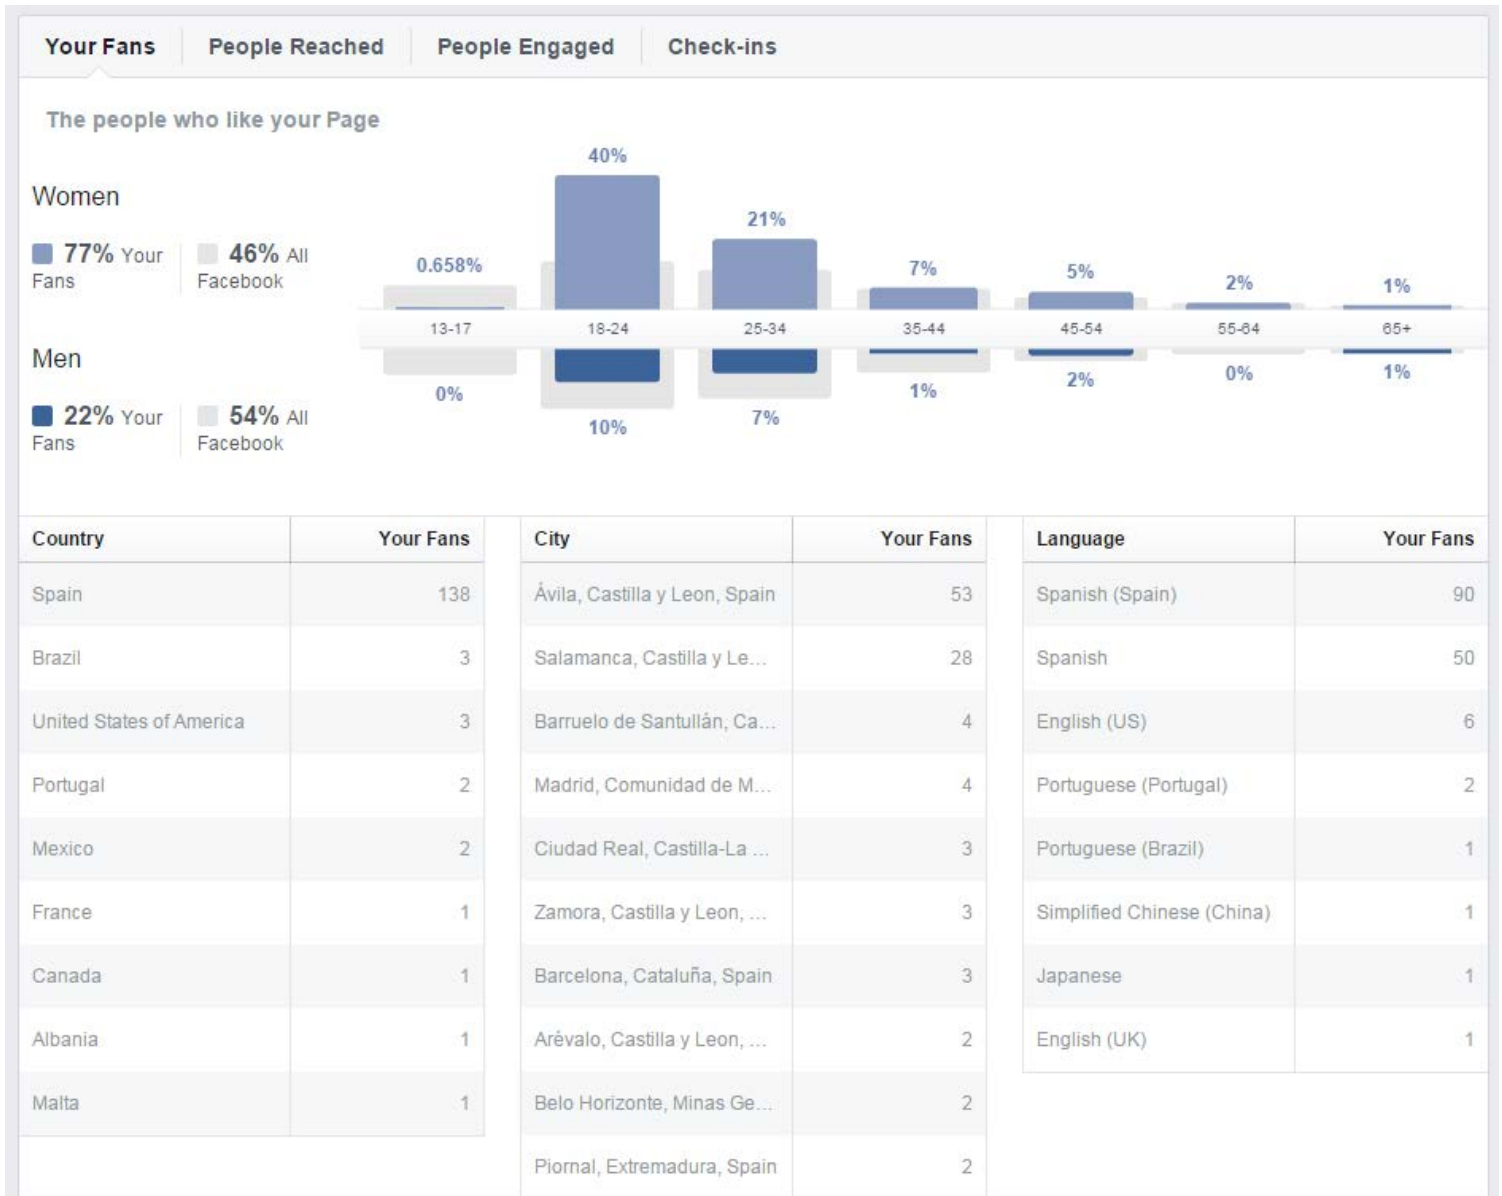 Your Fans People Reached People Engaged Check-ins
The people who like your Page
Women
77% Your Fans
46% All Facebook
Men
22% Your Fans
54% All Facebook
0.658% 40% 21% 7% 5% 2% 1%
13-17 18-24 25-34 35-44 45-54 55-64 65+
0% 10% 7% 1% 2% 0% 1%
Country Your Fans
Spain 138
Brazil 3
United States of America 3
Portugal 2
Mexico 2
France 1
Canada 1
Albania 1
Malta 1
City Your Fans
Ávila, Castilla y Leon, Spain 53
Salamanca, Castilla y Le... 28
Barruelo de Santullán, Ca... 4
Madrid, Comunidad de M... 4
Ciudad Real, Castilla-La ... 3
Zamora, Castilla y Leon, ... 3
Barcelona, Cataluña, Spain 3
Arévalo, Castilla y Leon, ... 2
Belo Horizonte, Minas Ge... 2
Piornal, Extremadura, Spain 2
Language Your Fans
Spanish (Spain) 90
Spanish 50
English (US) 6
Portuguese (Portugal) 2
Portuguese (Brazil) 1
Simplified Chinese (China) 1
Japanese 1
English (UK) 1